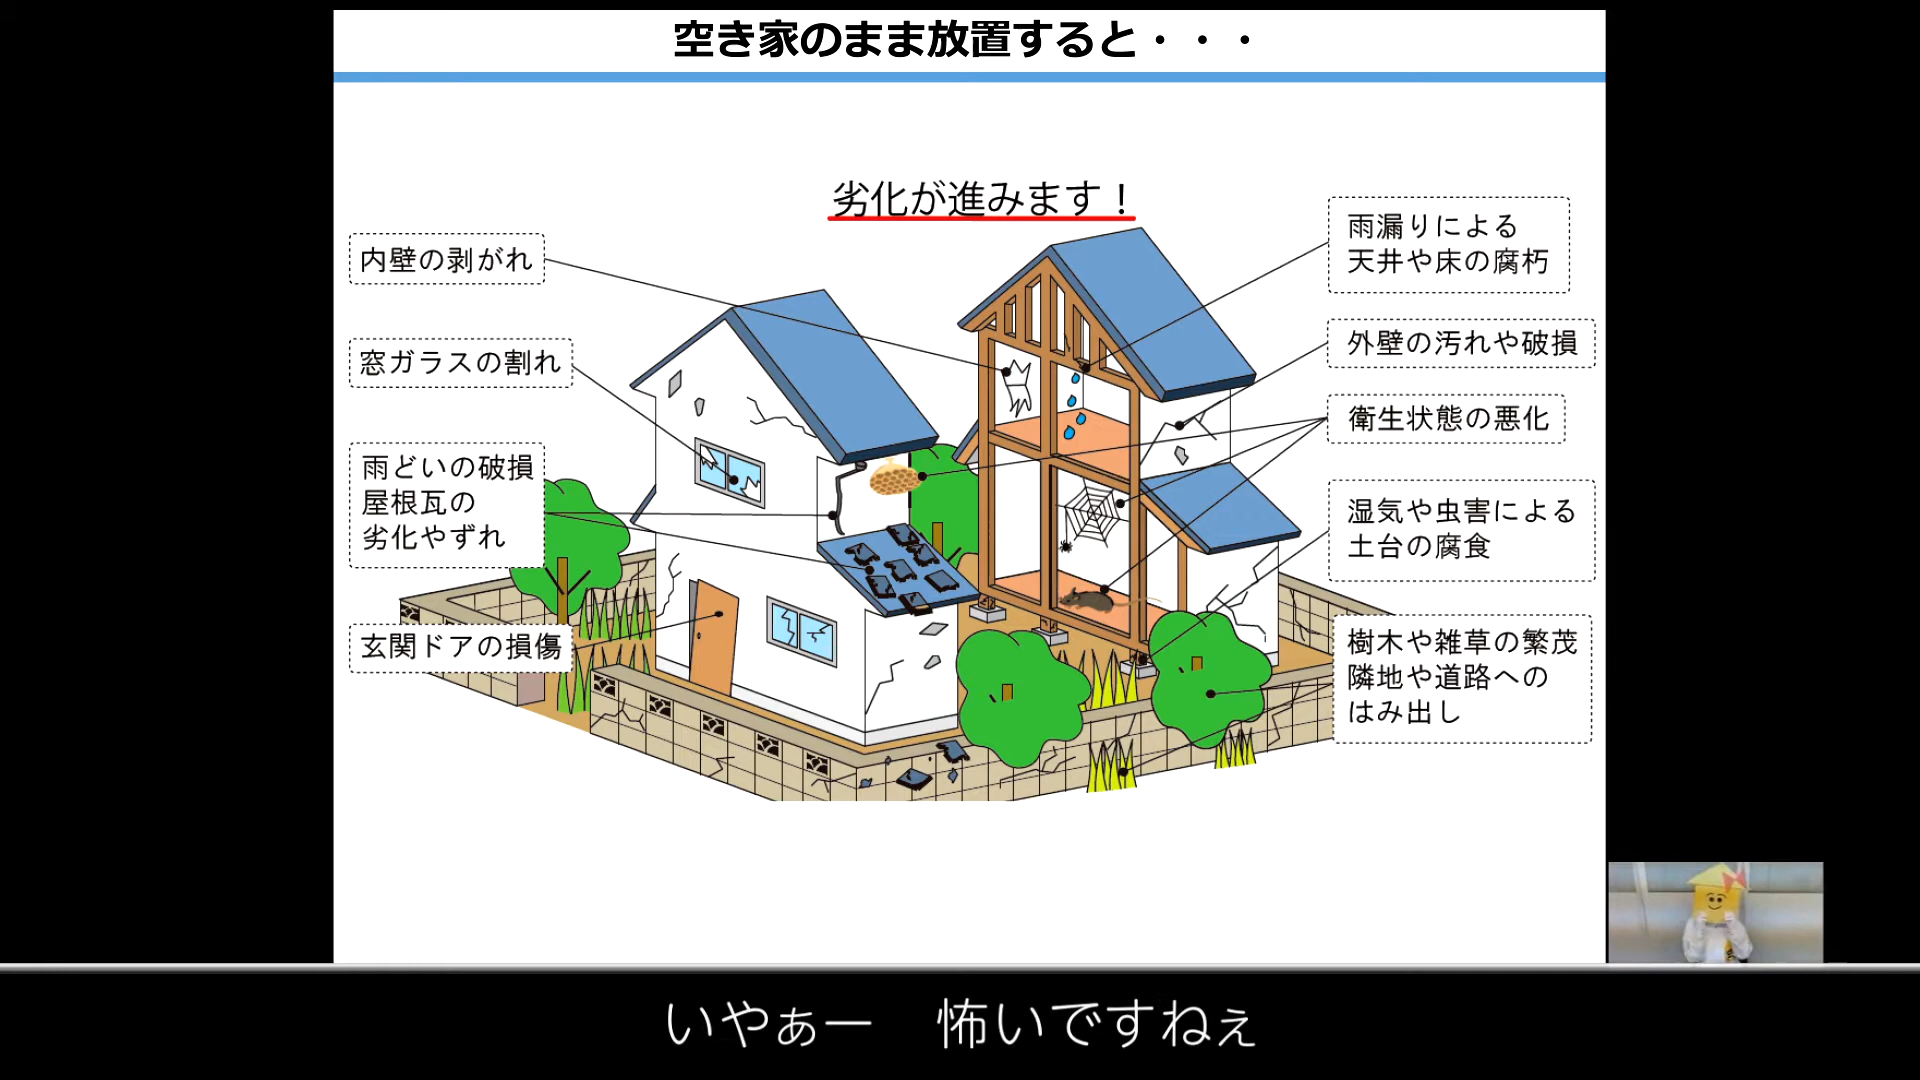 空き家のまま放置すると・・・
劣化が進みます！
内壁の剥がれ
窓ガラスの割れ
雨どいの破損
屋根瓦の
劣化やずれ
玄関ドアの損傷
雨漏りによる
天井や床の腐朽
外壁の汚れや破損
衛生状態の悪化
湿気や虫害による
土台の腐食
樹木や雑草の繁茂
隣地や道路への
はみ出し
いやぁー　怖いですねぇ